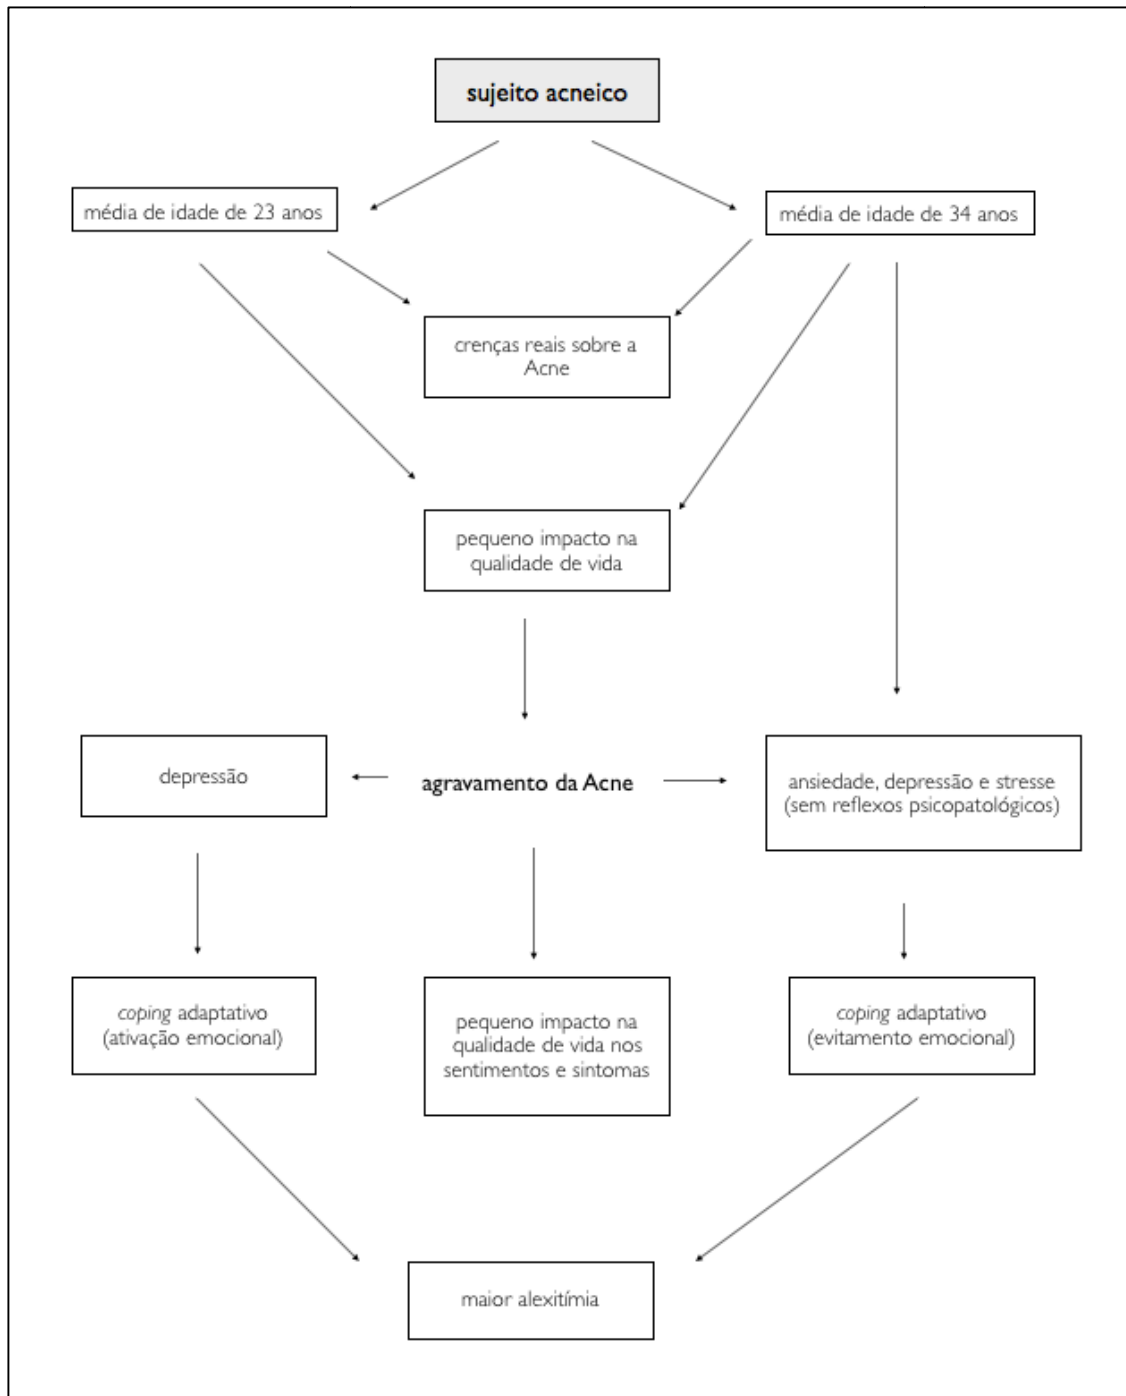 sujeito acneico
média de idade de 23 anos
média de idade de 34 anos
crenças reais sobre a
Acne
pequeno impacto na
qualidade de vida
depressão
agravamento da Acne
ansiedade, depressão e stresse
(sem reflexos psicopatológicos)
coping adaptativo
(ativação emocional)
pequeno impacto na
qualidade de vida nos
sentimentos e sintomas
coping adaptativo
(evitamento emocional)
maior alexitímia